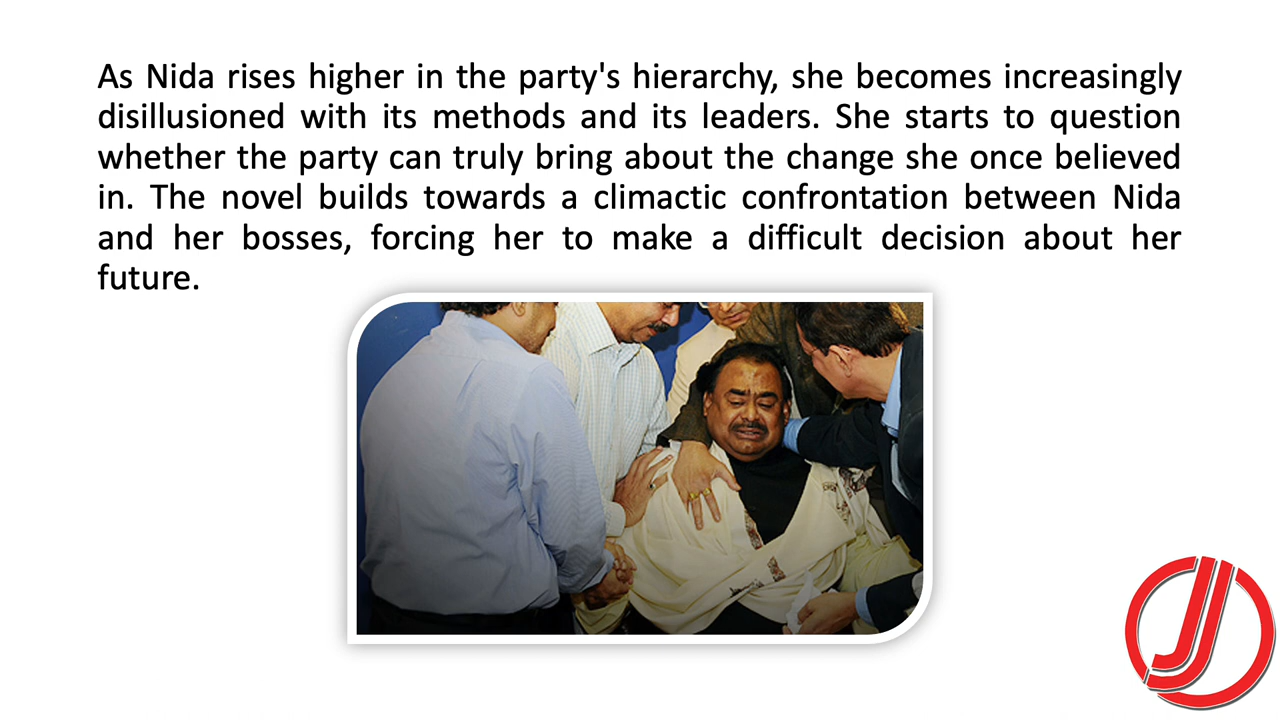 As Nida rises higher in the party's hierarchy, she becomes increasingly
disillusioned with its methods and its leaders. She starts to question
whether the party can truly bring about the change she once believed
in. The novel builds towards a climactic confrontation between Nida
and her bosses, forcing her to make a difficult decision about her
future.